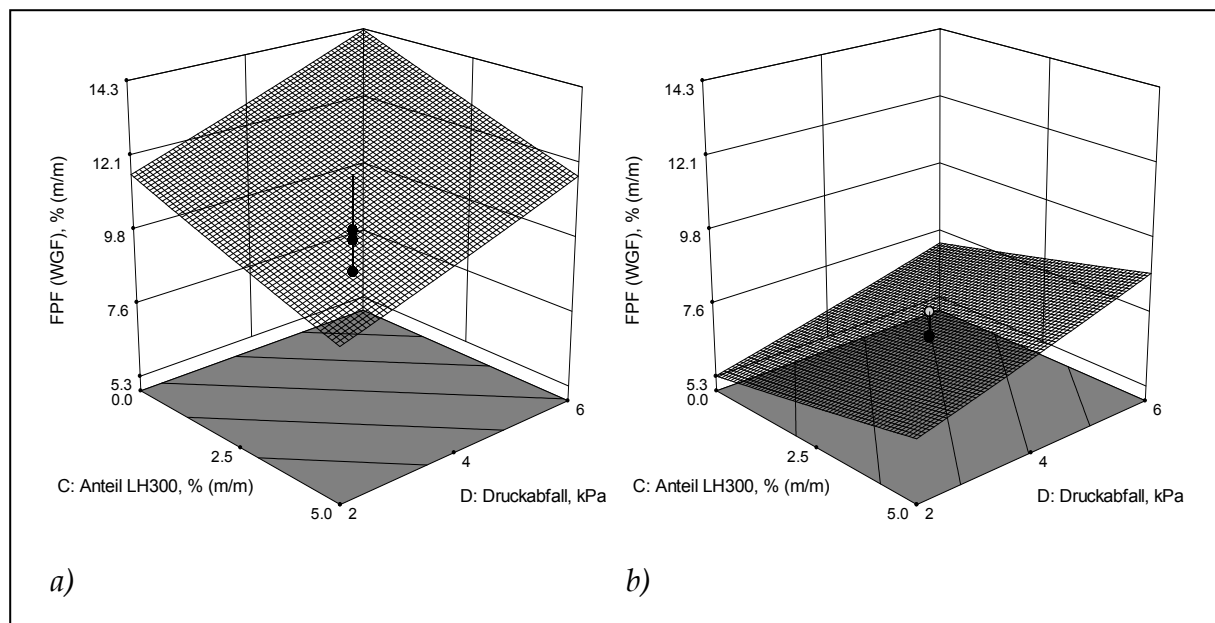 14.3
12.1
9.8
7.6
5.3
0.0
2.5
5.0
2
4
6
FPF (WGF), % (m/m)
C: Anteil LH300, % (m/m)
D: Druckabfall, kPa
a)
14.3
12.1
9.8
7.6
5.3
0.0
2.5
5.0
2
4
6
FPF (WGF), % (m/m)
C: Anteil LH300, % (m/m)
D: Druckabfall, kPa
b)